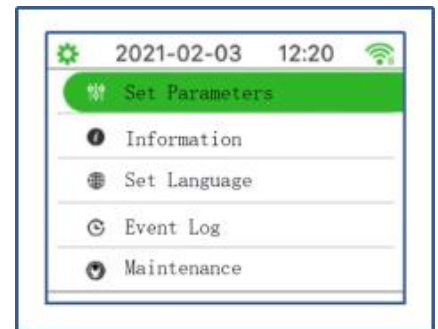 2021-02-03 12:20
Set Parameters
Information
Set Language
Event Log
Maintenance